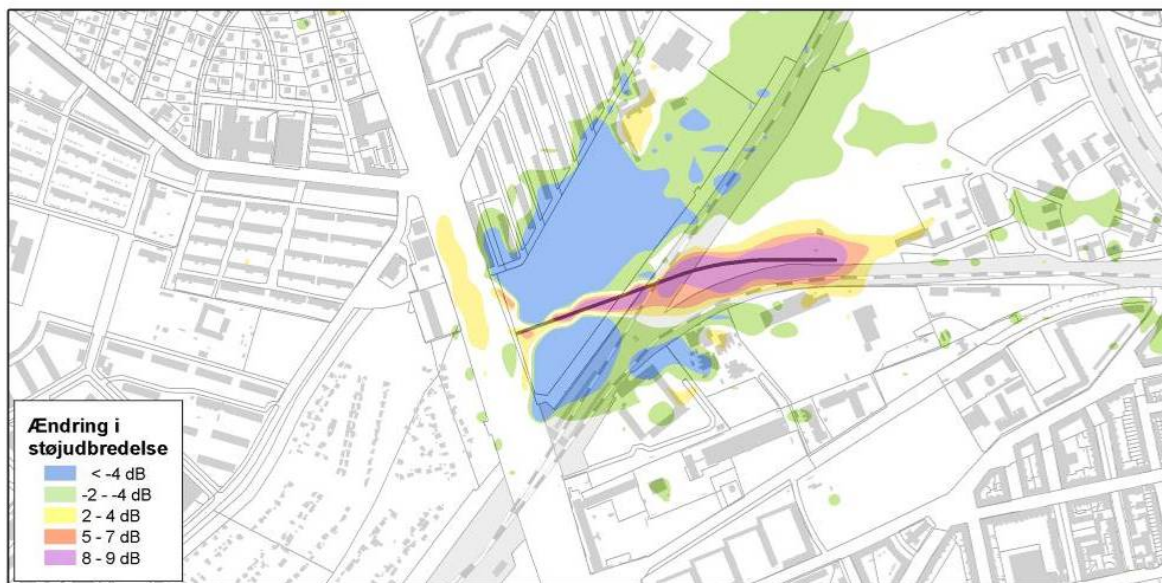 Ændring i
støjudbredelse
< -4 dB
-2 - -4 dB
2 - 4 dB
5 - 7 dB
8 - 9 dB